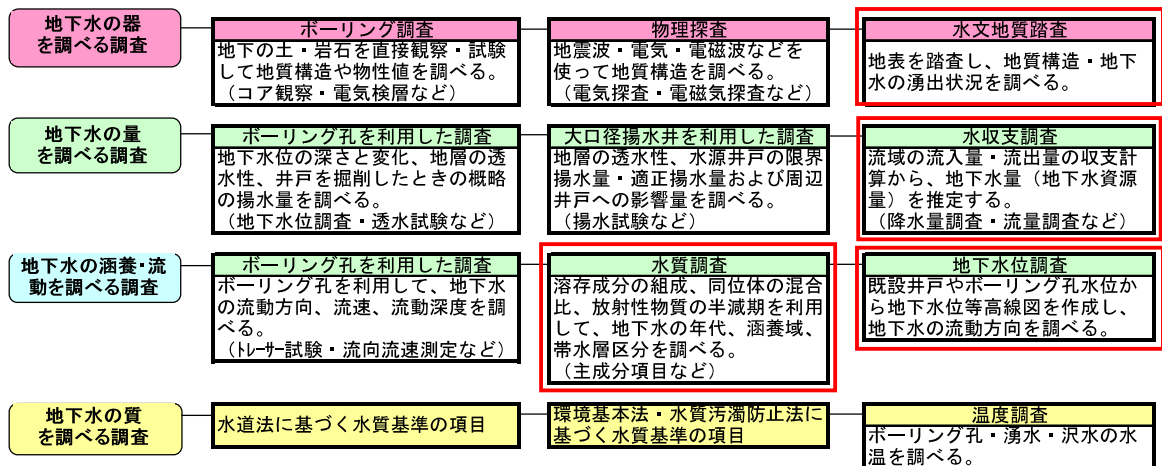 地下水の器
を調べる調査
ボーリング調査
地下の土・岩石を直接観察・試験
して地質構造や物性値を調べる。
（コア観察・電気検層など）
物理探査
地震波・電気・電磁波などを
使って地質構造を調べる。
（電気探査・電磁気探査など）
水文地質踏査
地表を踏査し、地質構造・地下
水の湧出状況を調べる。
地下水の量
を調べる調査
ボーリング孔を利用した調査
地下水位の深さと変化、地層の透
水性、井戸を掘削したときの概略
の揚水量を調べる。
（地下水位調査・透水試験など）
大口径揚水井を利用した調査
地層の透水性、水源井戸の限界
揚水量・適正揚水量および周辺
井戸への影響量を調べる。
（揚水試験など）
水収支調査
流域の流入量・流出量の収支計
算から、地下水量（地下水資源
量）を推定する。
（降水量調査・流量調査など）
地下水の涵養・流
動を調べる調査
ボーリング孔を利用した調査
ボーリング孔を利用して、地下水
の流動方向、流速、流動深度を調
べる。
（ﾄﾚｰｻｰ試験・流向流速測定など）
水質調査
溶存成分の組成、同位体の混合
比、放射性物質の半減期を利用
して、地下水の年代、涵養域、
帯水層区分を調べる。
（主成分項目など）
地下水位調査
既設井戸やボーリング孔水位か
ら地下水位等高線図を作成し、
地下水の流動方向を調べる。
地下水の質
を調べる調査
水道法に基づく水質基準の項目
環境基本法・水質汚濁防止法に
基づく水質基準の項目
温度調査
ボーリング孔・湧水・沢水の水
温を調べる。